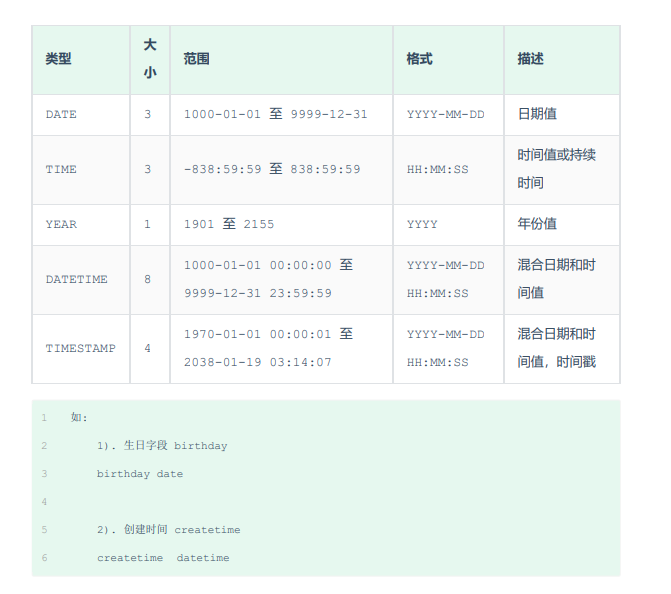 类型 大小 范围 格式 描述
DATE 3 1000-01-01 至 9999-12-31 YYYY-MM-DD 日期值
TIME 3 -838:59:59 至 838:59:59 HH:MM:SS 时间值或持续时间
YEAR 1 1901 至 2155 YYYY 年份值
DATETIME 8 1000-01-01 00:00:00 至 9999-12-31 23:59:59 YYYY-MM-DD HH:MM:SS 混合日期和时间值
TIMESTAMP 4 1970-01-01 00:00:01 至 2038-01-19 03:14:07 YYYY-MM-DD HH:MM:SS 混合日期和时间值，时间戳
1 如:
2 1). 生日字段 birthday
3 birthday date
4
5 2). 创建时间 createtime
6 createtime datetime